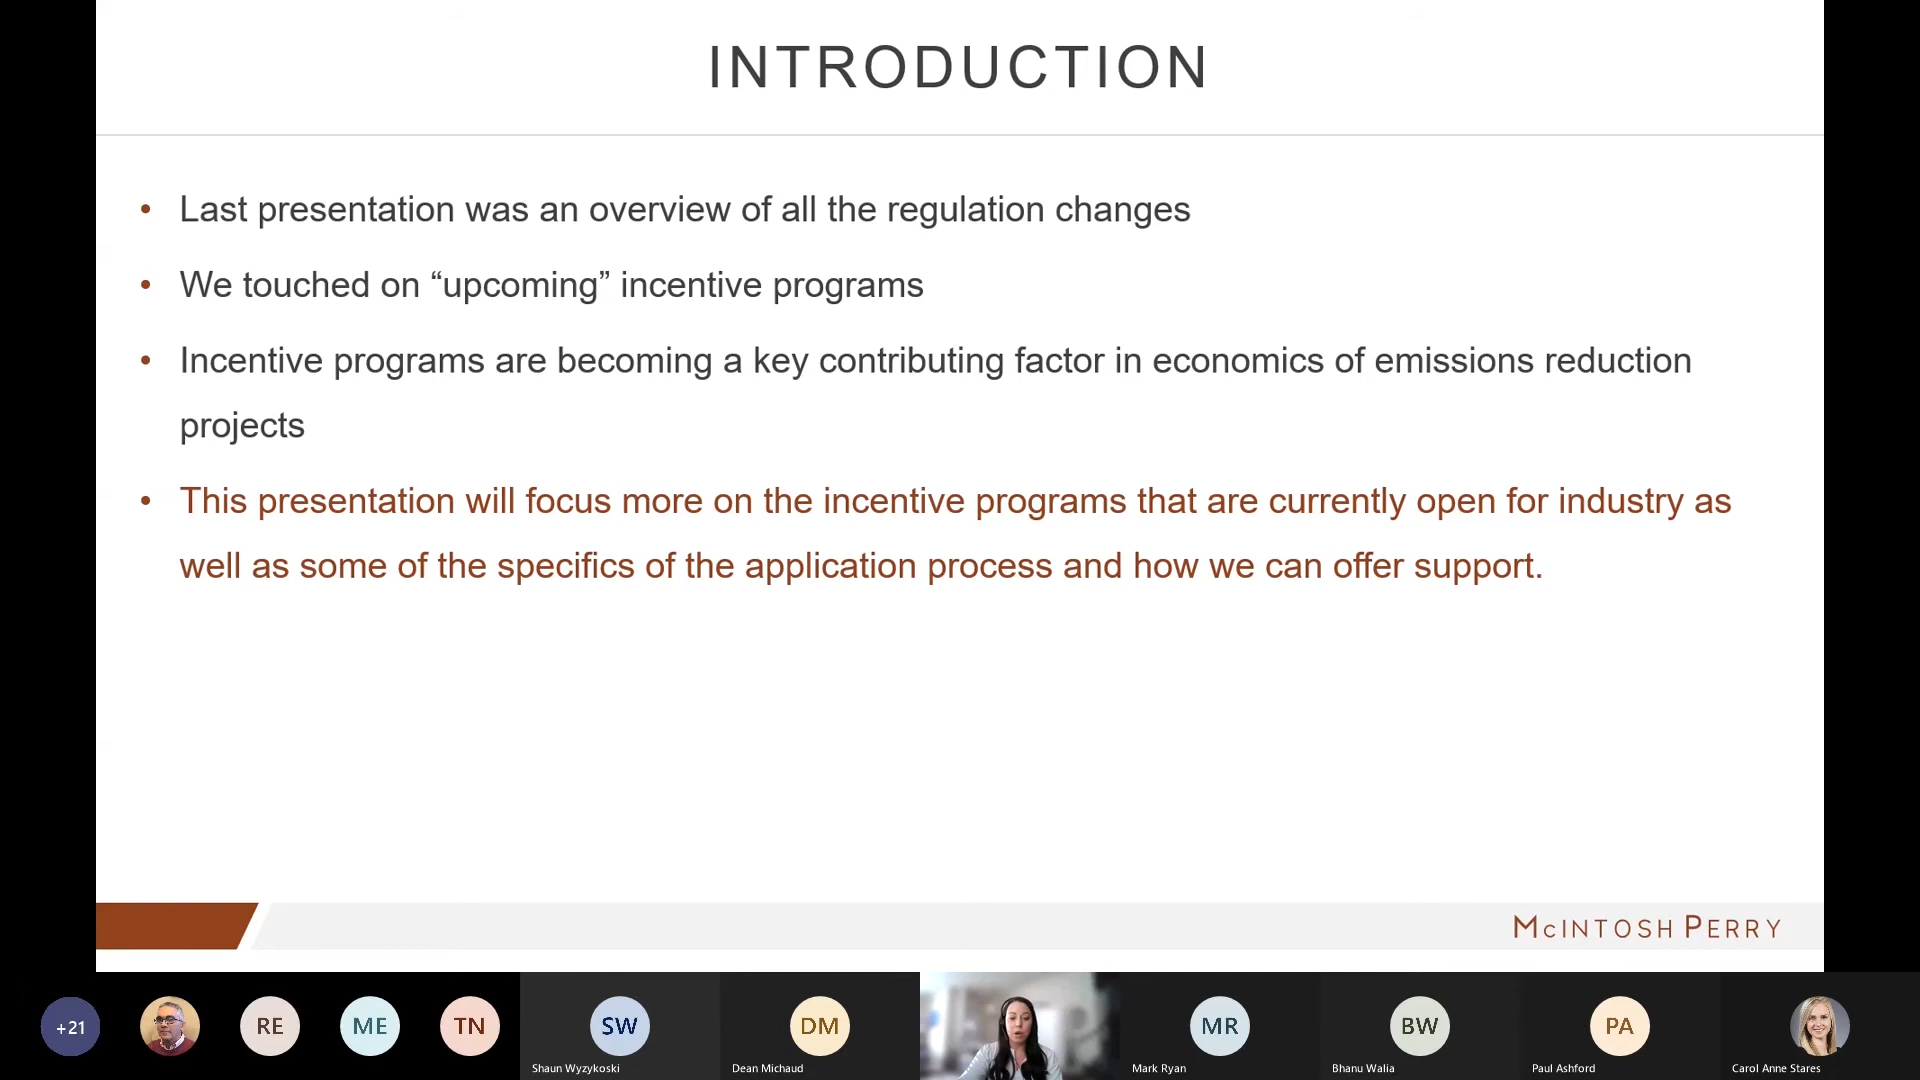 INTRODUCTION
• Last presentation was an overview of all the regulation changes
• We touched on “upcoming” incentive programs
• Incentive programs are becoming a key contributing factor in economics of emissions reduction
projects
• This presentation will focus more on the incentive programs that are currently open for industry as
well as some of the specifics of the application process and how we can offer support.
MCINTOSH PERRY
+21
RE
ME
TN
SW
DM
MR
BW
PA
Shaun Wyzykoski
Dean Michaud
Mark Ryan
Bhanu Walia
Paul Ashford
Carol Anne Stares